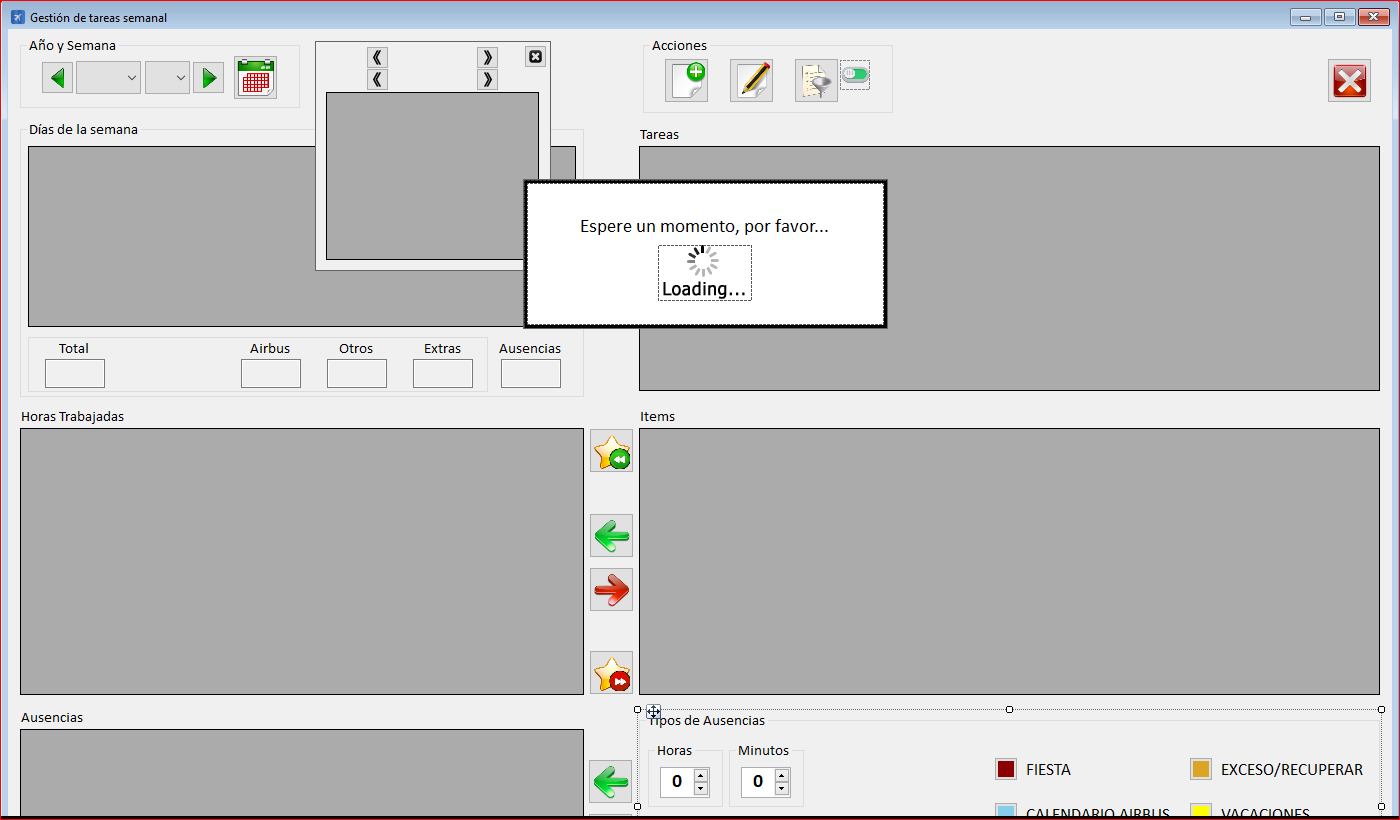 Gestión de tareas semanal
Año y Semana
Acciones
Días de la semana
Tareas
Espere un momento, por favor...
Loading...
Total
Airbus
Otros
Extras
Ausencias
Horas Trabajadas
Items
Ausencias
Tipos de Ausencias
Horas
Minutos
0
0
FIESTA
EXCESO/RECUPERAR
CALENDARIO AIRBUS
VACACIONES